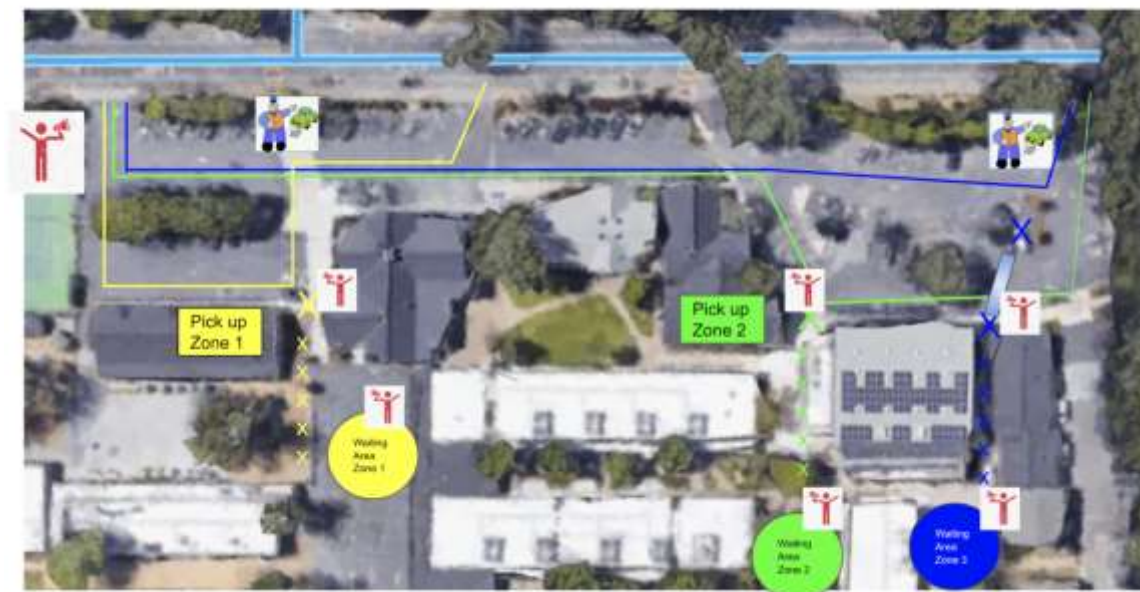 Pick up
Zone 1
Pick up
Zone 2
Waiting
Area
Zone 1
Waiting
Area
Zone 2
Waiting
Area
Zone 3